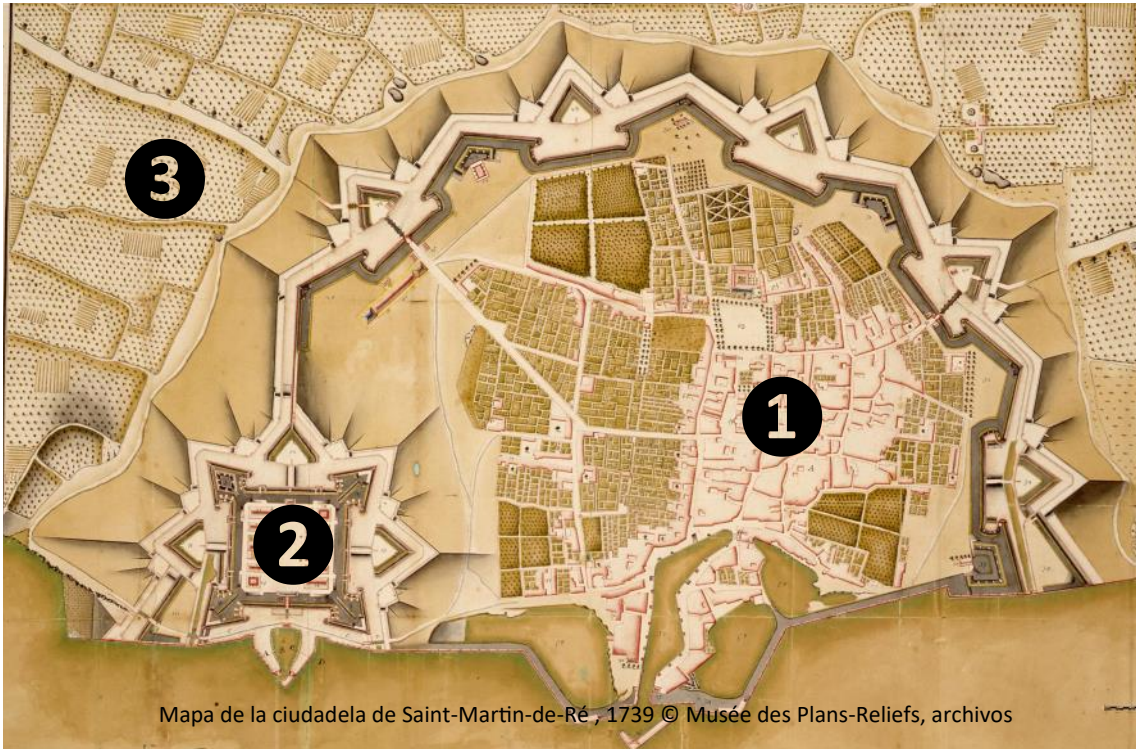 3
1
2
Mapa de la ciudadela de Saint-Martin-de-Ré , 1739 © Musée des Plans-Reliefs, archivos